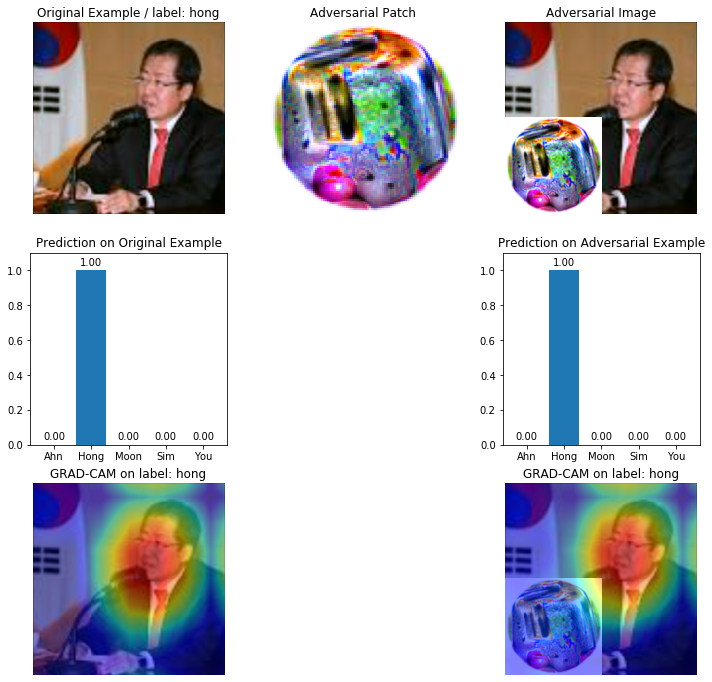 Original Example / label: hong
Adversarial Patch
Adversarial Image
Prediction on Original Example
1.00
1.0
0.8
0.6
0.4
0.2
0.0
0.00
0.00
0.00
0.00
Ahn
Hong
Moon
Sim
You
Prediction on Adversarial Example
1.00
1.0
0.8
0.6
0.4
0.2
0.0
0.00
0.00
0.00
0.00
Ahn
Hong
Moon
Sim
You
GRAD-CAM on label: hong
GRAD-CAM on label: hong